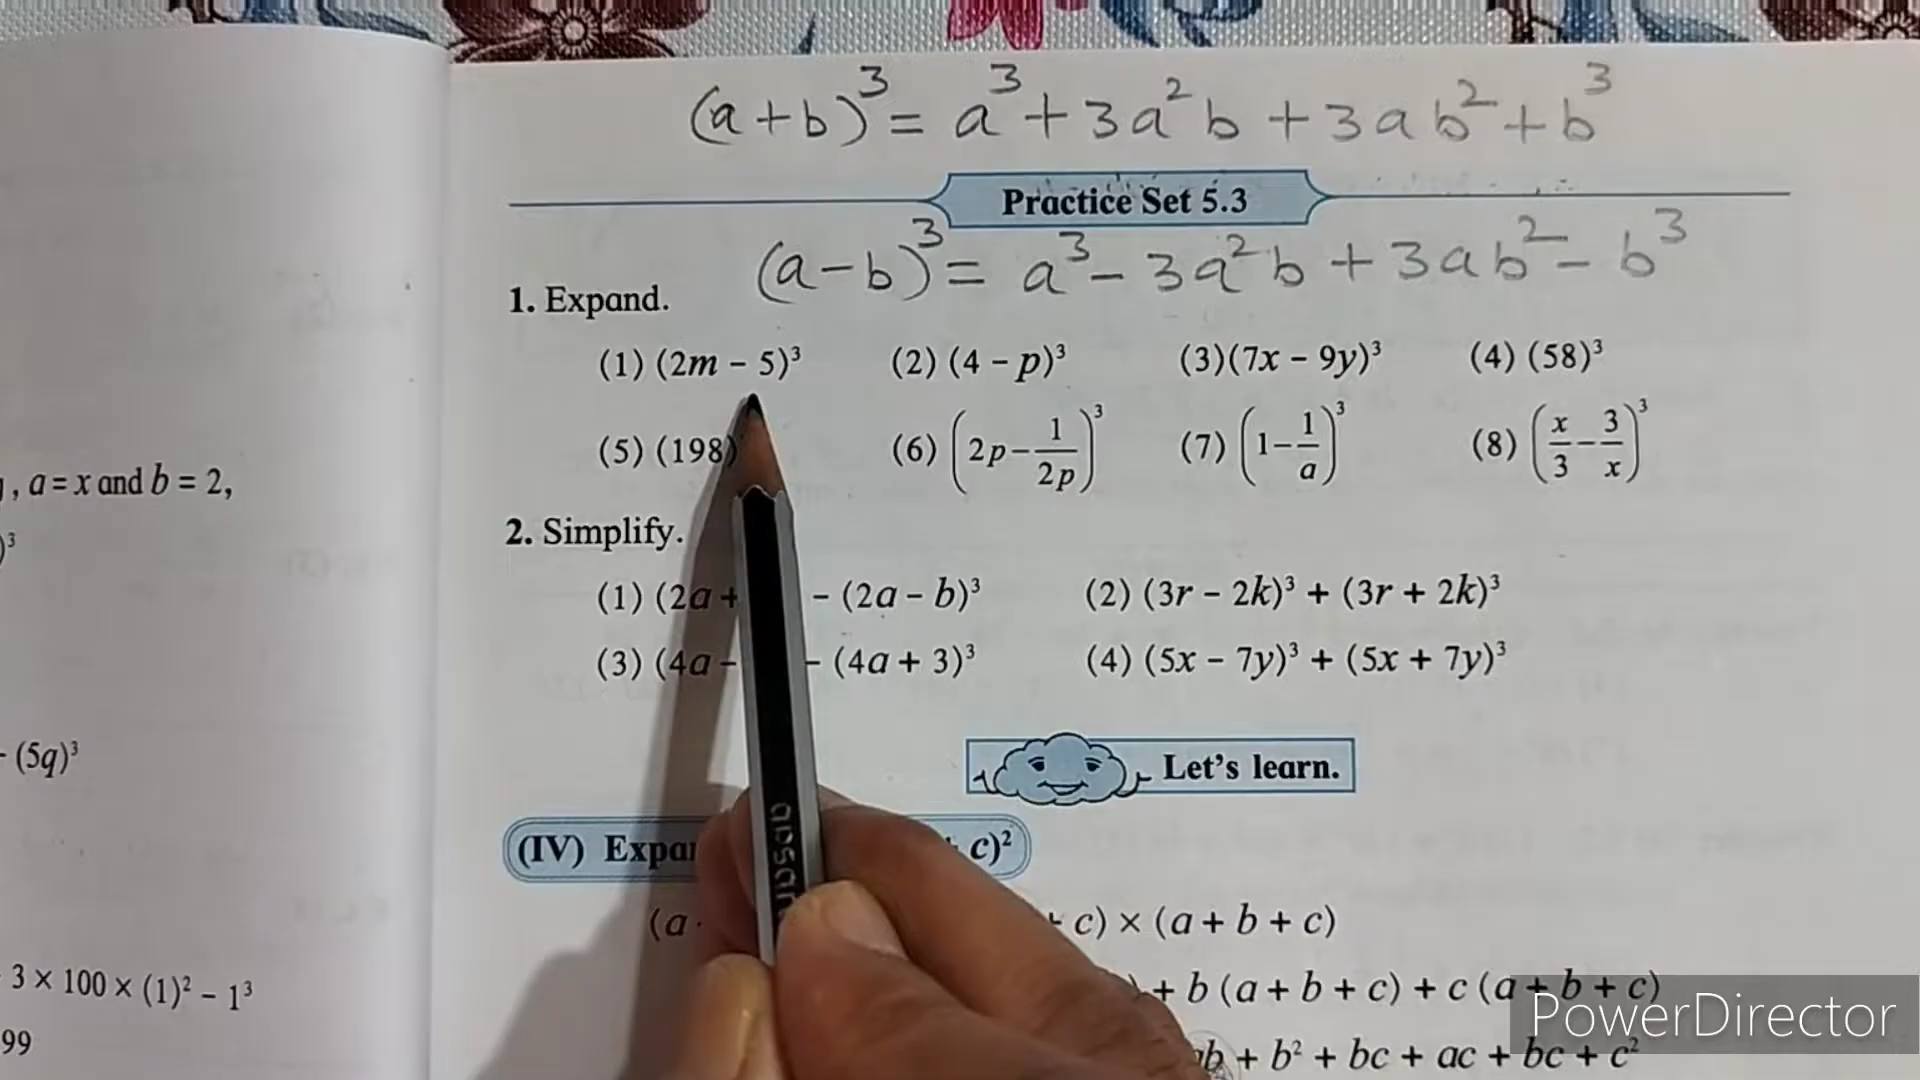 (a+b)³ = a³ + 3a²b + 3ab² + b³
Practice Set 5.3
(a-b)³ = a³ - 3a²b + 3ab² - b³
1. Expand.
(1) (2m - 5)³ (2) (4 - p)³ (3)(7x - 9y)³ (4) (58)³
(5) (198) (6) (2p - 1/2p)³ (7) (1 - 1/a)³ (8) (x/3 - 3/x)³
2. Simplify.
(1) (2a + - (2a - b)³ (2) (3r - 2k)³ + (3r + 2k)³
(3) (4a - - (4a + 3)³ (4) (5x - 7y)³ + (5x + 7y)³
Let's learn.
(IV) c)²
(a c) × (a + b + c)
+ b (a + b + c) + c (a + b + c)
+ b² + bc + ac + bc + c²
, a = x and b = 2,
)³
- (5q)³
3 × 100 × (1)² - 1³
99
apsara
PowerDirector